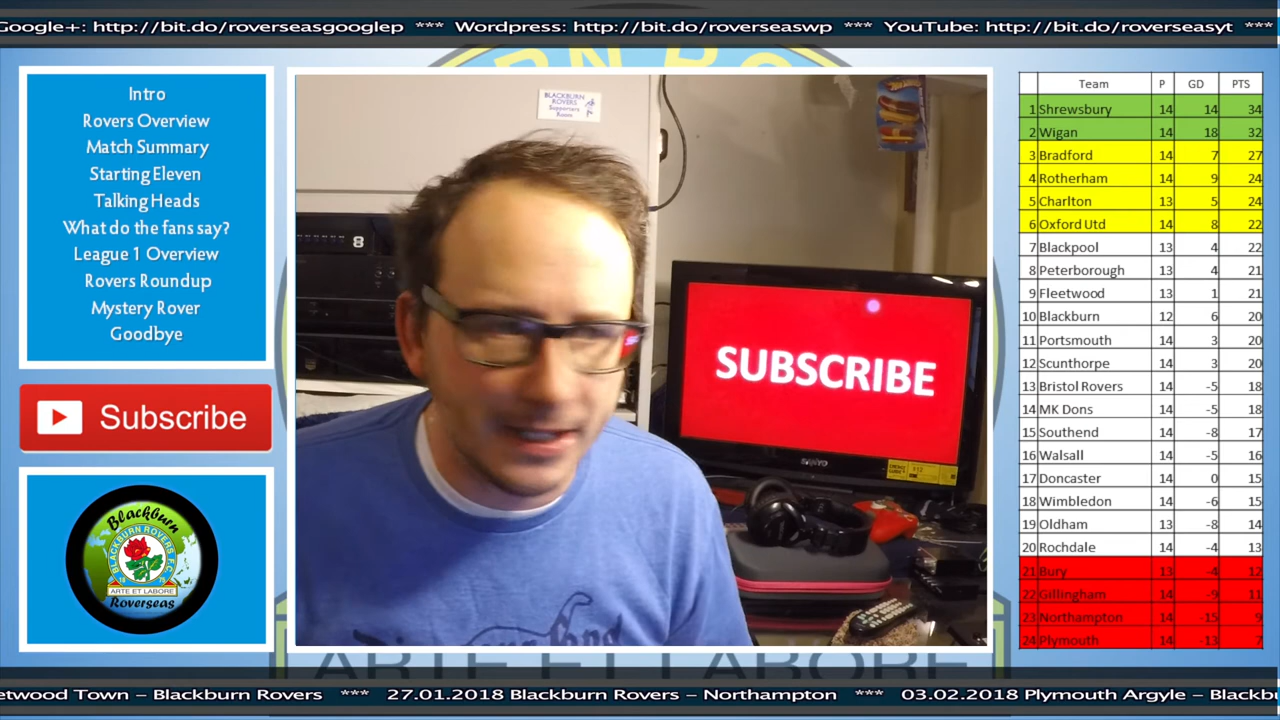 Google+: http://bit.do/roverseasgooglep *** Wordpress: http://bit.do/roverseaswp *** YouTube: http://bit.do/roverseasyt ***
Intro
Rovers Overview
Match Summary
Starting Eleven
Talking Heads
What do the fans say?
League 1 Overview
Rovers Roundup
Mystery Rover
Goodbye
Subscribe
Blackburn
BLACKBURN ROVERS F.C.
1875
ARTE ET LABORE
Roverseas
BLACKBURN
ROVERS
Supporters
Room
8
SUBSCRIBE
SANYO
Team P GD PTS
1 Shrewsbury 14 14 34
2 Wigan 14 18 32
3 Bradford 14 7 27
4 Rotherham 14 9 24
5 Charlton 13 5 24
6 Oxford Utd 14 8 22
7 Blackpool 13 4 22
8 Peterborough 13 4 21
9 Fleetwood 13 1 21
10 Blackburn 12 6 20
11 Portsmouth 14 3 20
12 Scunthorpe 14 3 20
13 Bristol Rovers 14 -5 18
14 MK Dons 14 -5 18
15 Southend 14 -8 17
16 Walsall 14 -5 16
17 Doncaster 14 0 15
18 Wimbledon 14 -6 15
19 Oldham 13 -8 14
20 Rochdale 14 -4 13
21 Bury 13 -4 12
22 Gillingham 14 -9 11
23 Northampton 14 -15 9
24 Plymouth 14 -13 7
ARTE ET LABORE
etwood Town – Blackburn Rovers *** 27.01.2018 Blackburn Rovers – Northampton *** 03.02.2018 Plymouth Argyle – Blackbu